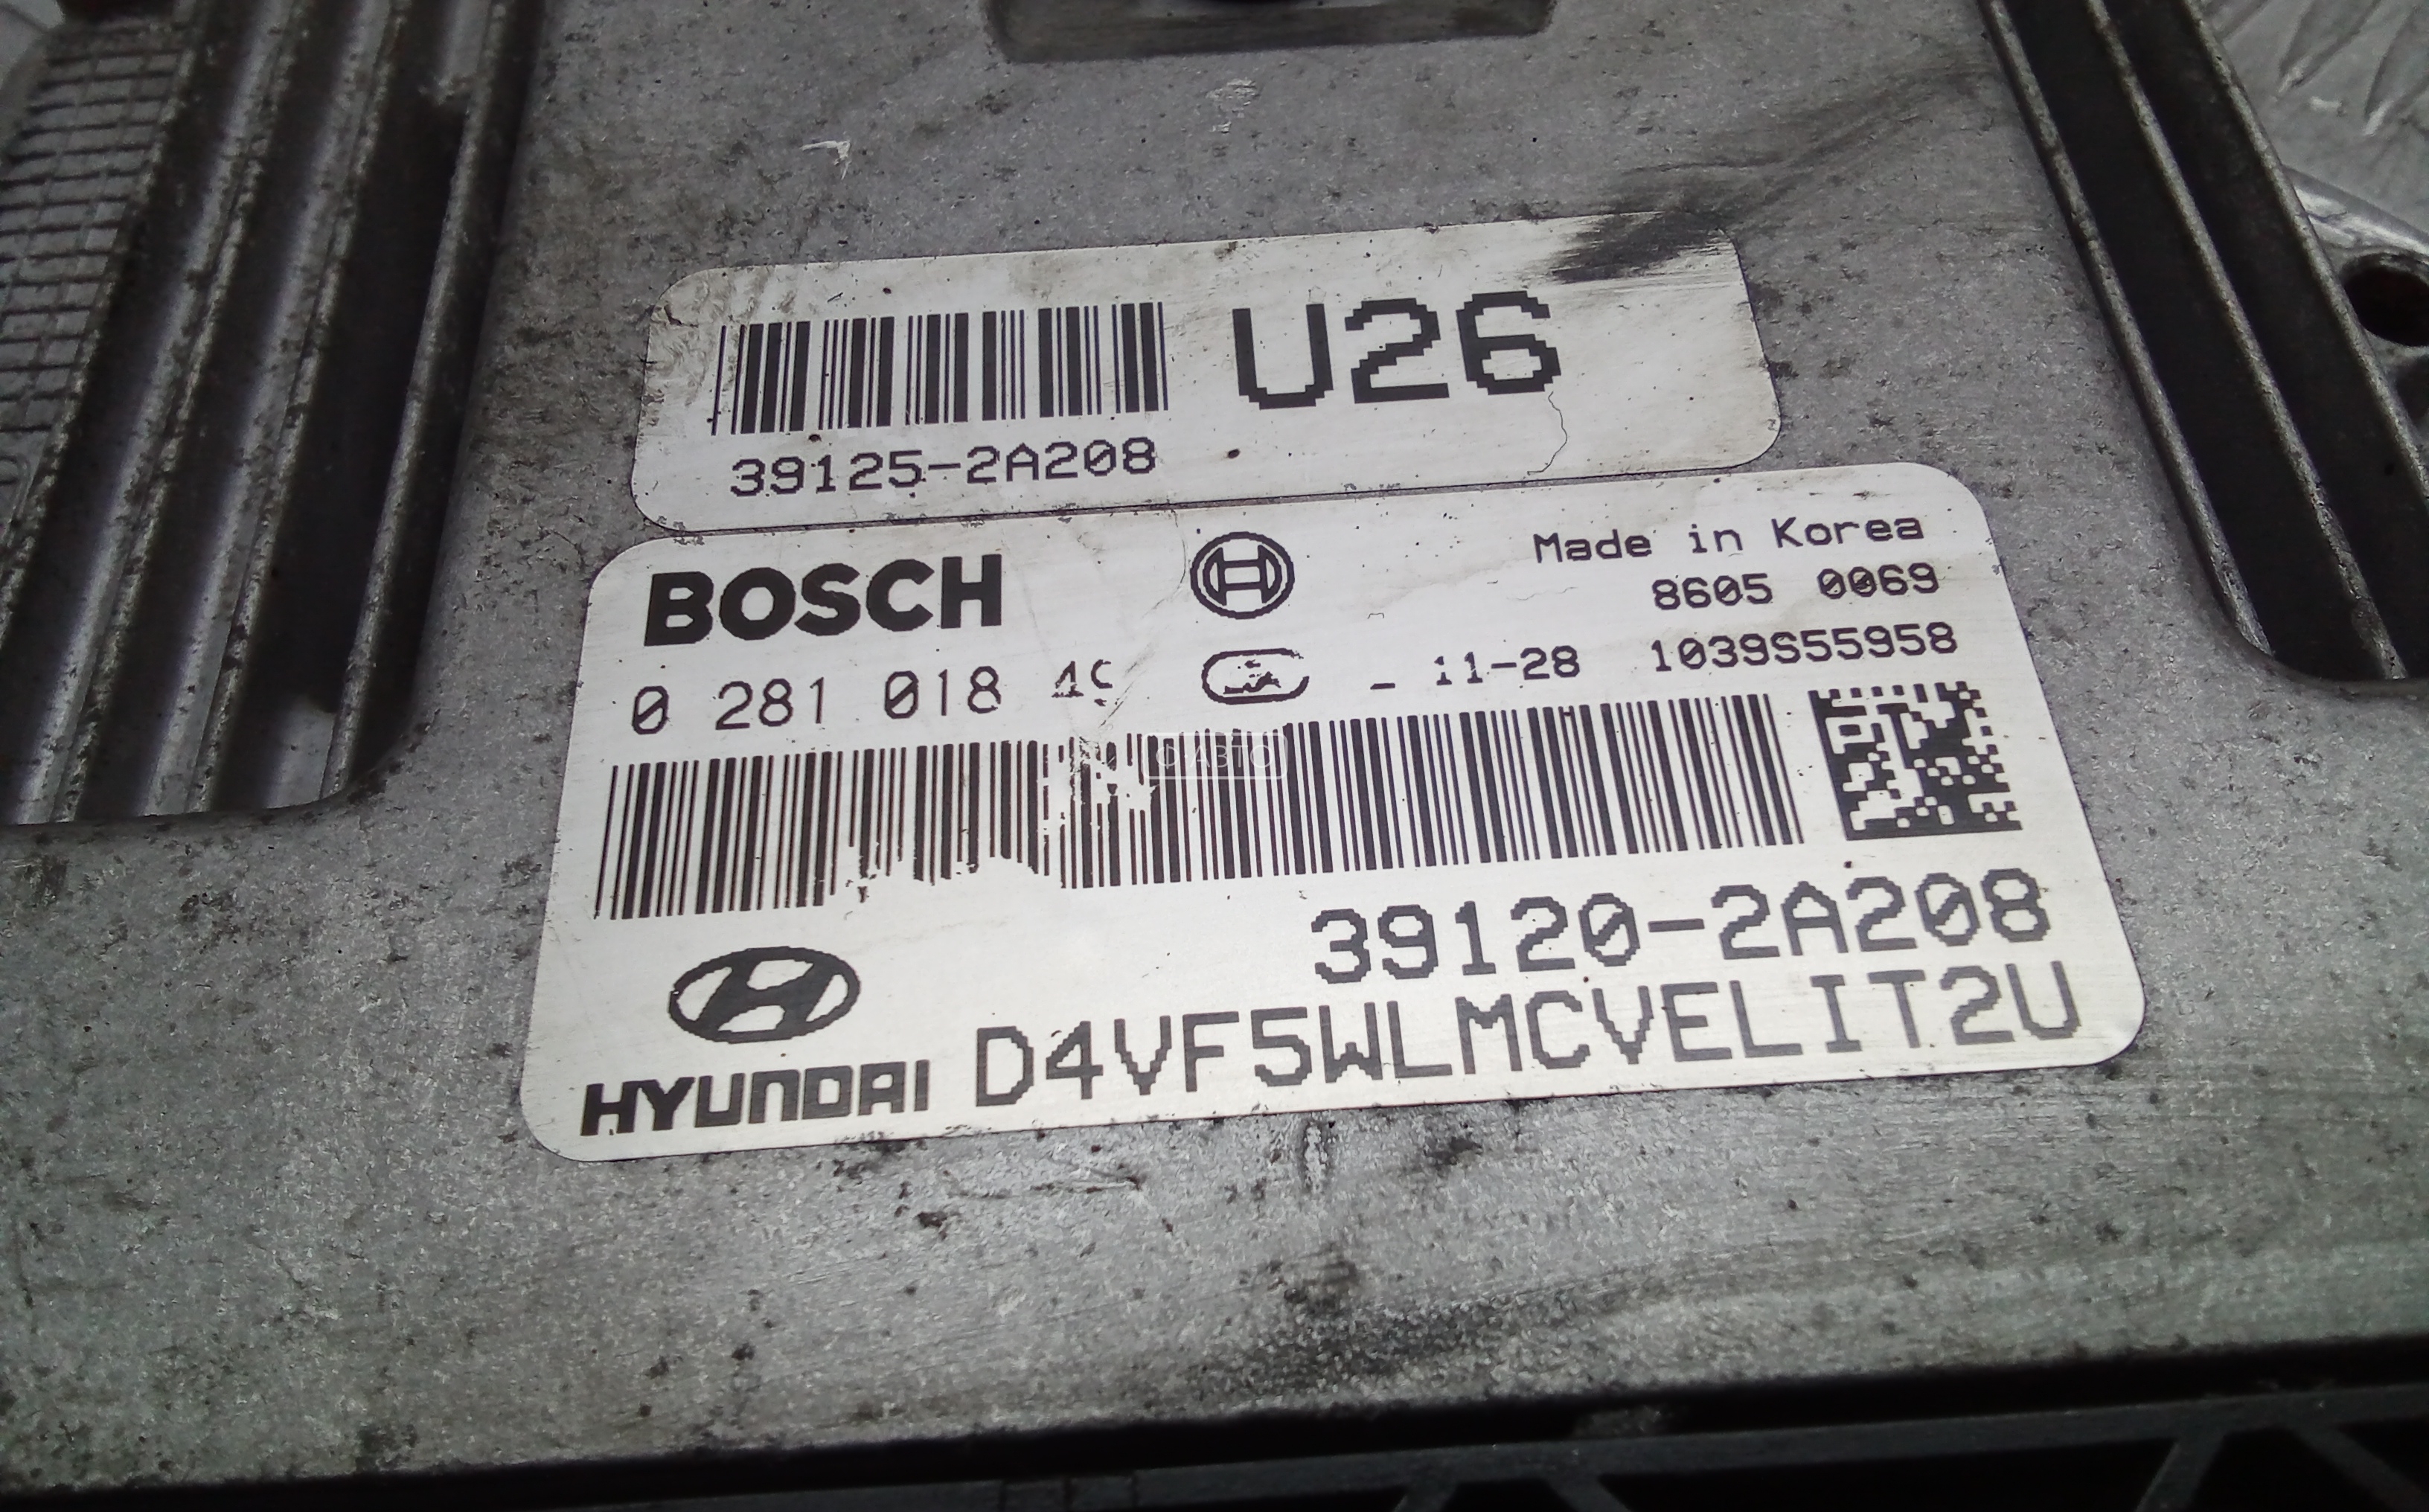 U26
39125-2A208
BOSCH
Made in Korea
8605 0069
0 281 018
11-28 1039S55958
Ф-АВТО
39120-2A208
HYUNDAI D4VF5WLMCVELIT2U